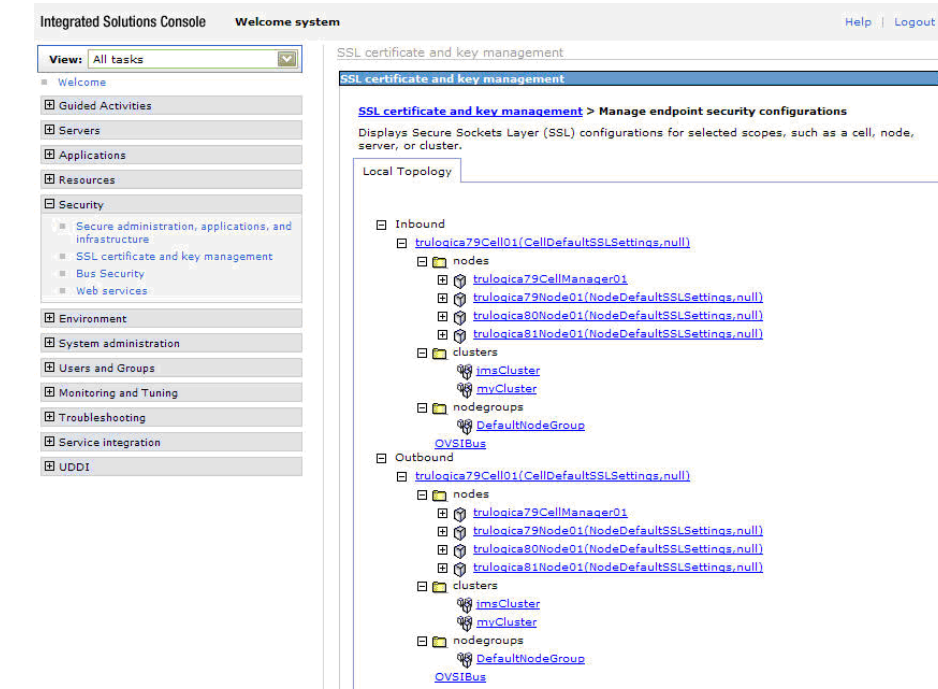 Integrated Solutions Console Welcome system Help | Logout
View: All tasks
Welcome
Guided Activities
Servers
Applications
Resources
Security
Secure administration, applications, and
infrastructure
SSL certificate and key management
Bus Security
Web services
Environment
System administration
Users and Groups
Monitoring and Tuning
Troubleshooting
Service integration
UDDI
SSL certificate and key management
SSL certificate and key management
SSL certificate and key management > Manage endpoint security configurations
Displays Secure Sockets Layer (SSL) configurations for selected scopes, such as a cell, node,
server, or cluster.
Local Topology
Inbound
trulogica79Cell01(CellDefaultSSLSettings,null)
nodes
trulogica79CellManager01
trulogica79Node01(NodeDefaultSSLSettings,null)
trulogica80Node01(NodeDefaultSSLSettings,null)
trulogica81Node01(NodeDefaultSSLSettings,null)
clusters
jmsCluster
myCluster
nodegroups
DefaultNodeGroup
OVSIBus
Outbound
trulogica79Cell01(CellDefaultSSLSettings,null)
nodes
trulogica79CellManager01
trulogica79Node01(NodeDefaultSSLSettings,null)
trulogica80Node01(NodeDefaultSSLSettings,null)
trulogica81Node01(NodeDefaultSSLSettings,null)
clusters
jmsCluster
myCluster
nodegroups
DefaultNodeGroup
OVSIBus